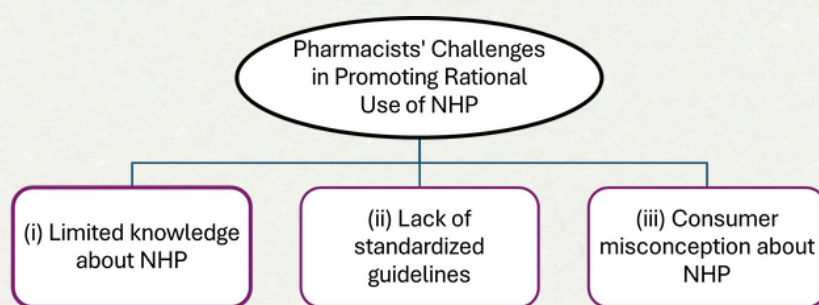 Pharmacists' Challenges
in Promoting Rational
Use of NHP
(i) Limited knowledge
about NHP
(ii) Lack of
standardized
guidelines
(iii) Consumer
misconception about
NHP